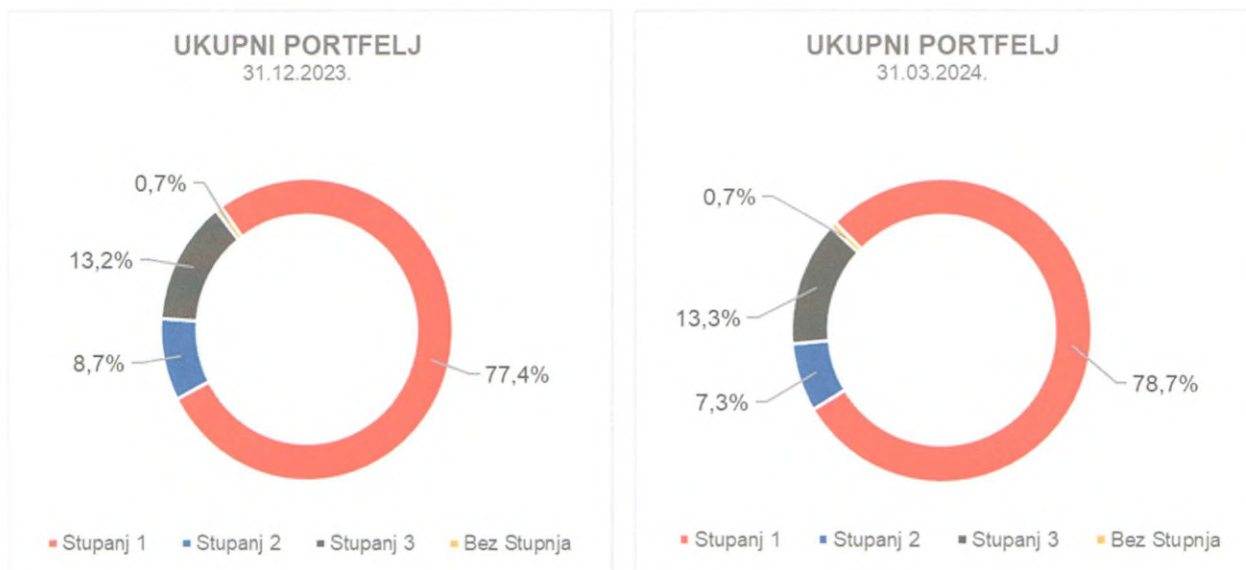 UKUPNI PORTFELJ
31.12.2023.
0,7%
13,2%
8,7%
77,4%
Stupanj 1 Stupanj 2 Stupanj 3 Bez Stupnja
UKUPNI PORTFELJ
31.03.2024.
0,7%
13,3%
7,3%
78,7%
Stupanj 1 Stupanj 2 Stupanj 3 Bez Stupnja